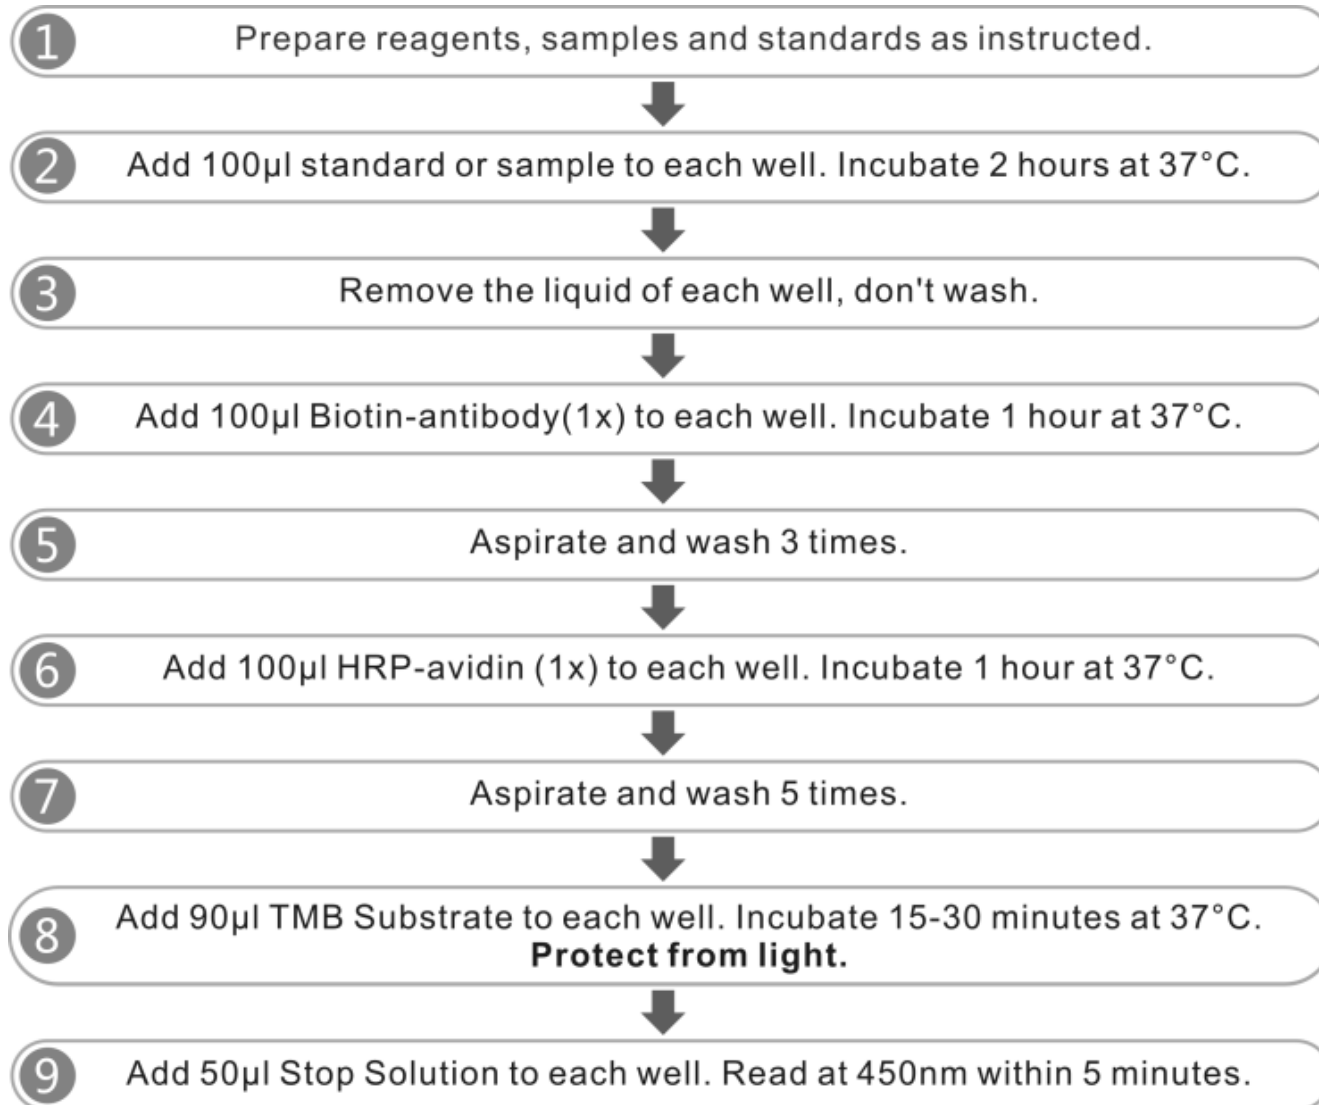 1 Prepare reagents, samples and standards as instructed.
2 Add 100µl standard or sample to each well. Incubate 2 hours at 37°C.
3 Remove the liquid of each well, don't wash.
4 Add 100µl Biotin-antibody(1x) to each well. Incubate 1 hour at 37°C.
5 Aspirate and wash 3 times.
6 Add 100µl HRP-avidin (1x) to each well. Incubate 1 hour at 37°C.
7 Aspirate and wash 5 times.
8 Add 90µl TMB Substrate to each well. Incubate 15-30 minutes at 37°C.
Protect from light.
9 Add 50µl Stop Solution to each well. Read at 450nm within 5 minutes.